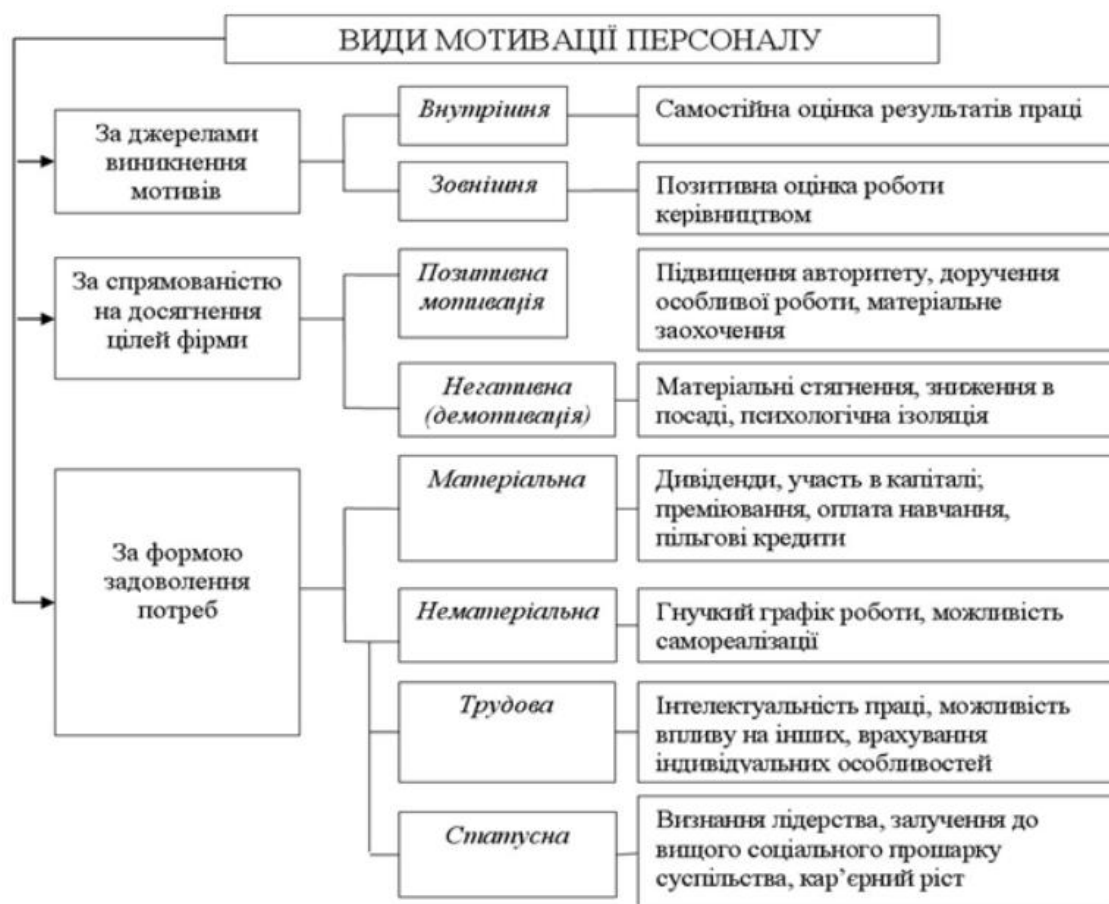 ВИДИ МОТИВАЦІЇ ПЕРСОНАЛУ
За джерелами
виникнення
мотивів
Внутрішня
Самостійна оцінка результатів праці
Зовнішня
Позитивна оцінка роботи
керівництвом
За спрямованістю
на досягнення
цілей фірми
Позитивна
мотивація
Підвищення авторитету, доручення
особливої роботи, матеріальне
заохочення
Негативна
(демотивація)
Матеріальні стягнення, зниження в
посаді, психологічна ізоляція
За формою
задоволення
потреб
Матеріальна
Дивіденди, участь в капіталі;
преміювання, оплата навчання,
пільгові кредити
Нематеріальна
Гнучкий графік роботи, можливість
самореалізації
Трудова
Інтелектуальність праці, можливість
впливу на інших, врахування
індивідуальних особливостей
Статусна
Визнання лідерства, залучення до
вищого соціального прошарку
суспільства, кар’єрний ріст